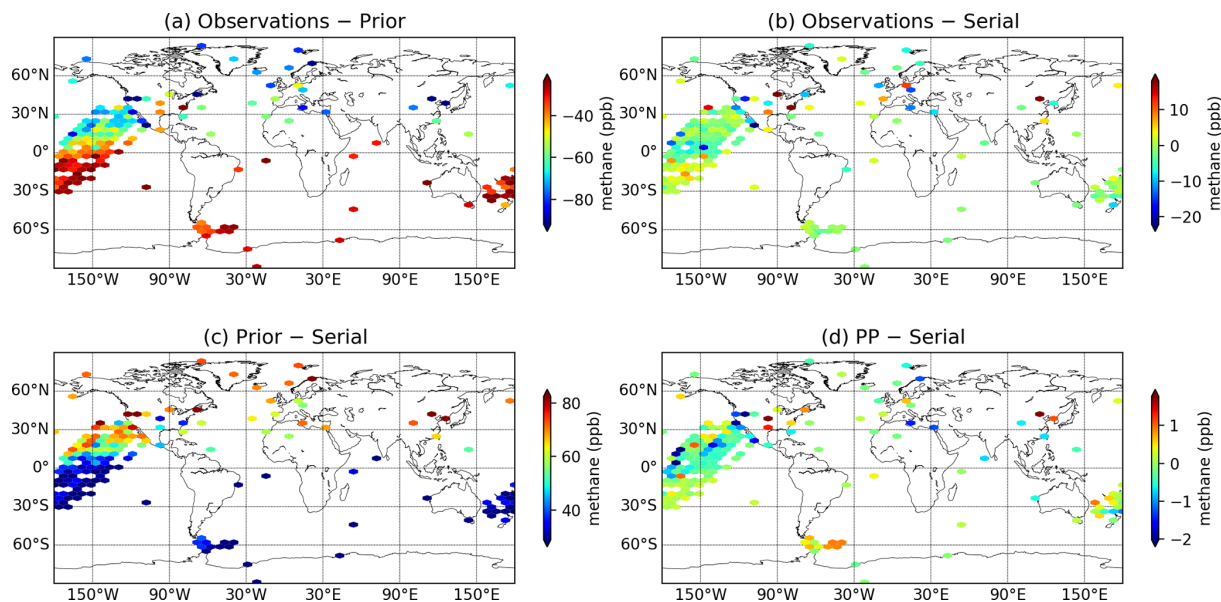 (a) Observations − Prior
(b) Observations − Serial
60°N
30°N
0°
30°S
60°S
150°W 90°W 30°W 30°E 90°E 150°E
−40
−60
−80
methane (ppb)
60°N
30°N
0°
30°S
60°S
150°W 90°W 30°W 30°E 90°E 150°E
10
0
−10
−20
methane (ppb)
(c) Prior − Serial
(d) PP − Serial
60°N
30°N
0°
30°S
60°S
150°W 90°W 30°W 30°E 90°E 150°E
80
60
40
methane (ppb)
60°N
30°N
0°
30°S
60°S
150°W 90°W 30°W 30°E 90°E 150°E
1
0
−1
−2
methane (ppb)